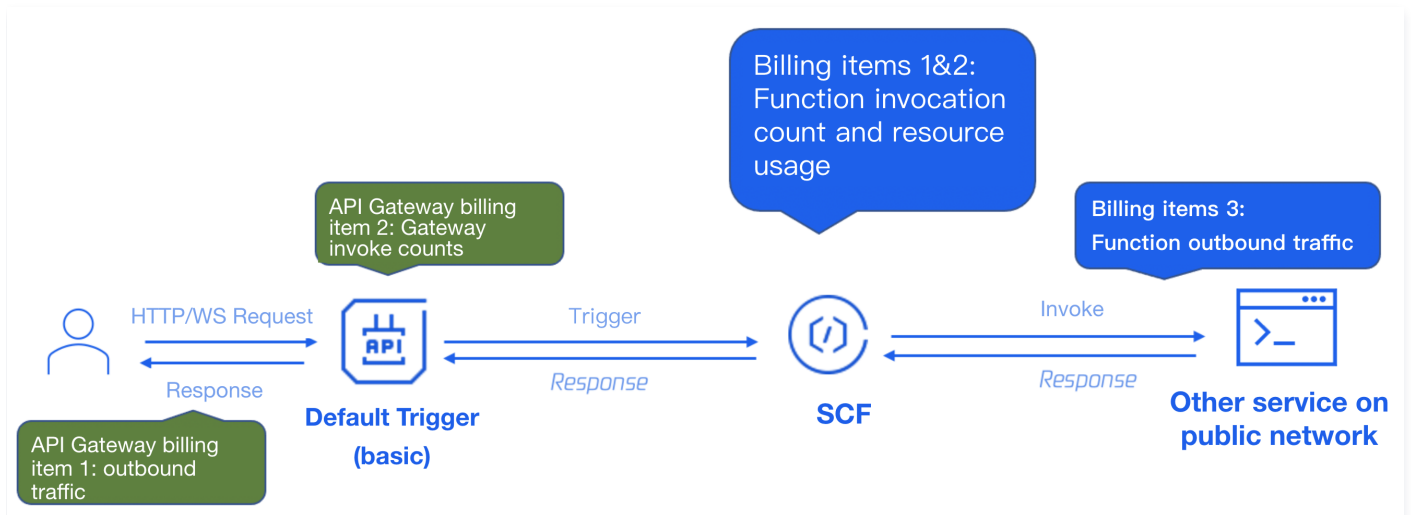 Billing items 1&2:
Function invocation
count and resource
usage
API Gateway billing
item 2: Gateway
invoke counts
Billing items 3:
Function outbound traffic
HTTP/WS Request
Trigger
Invoke
API
Response
Response
Response
Default Trigger
(basic)
SCF
Other service on
public network
API Gateway billing
item 1: outbound
traffic